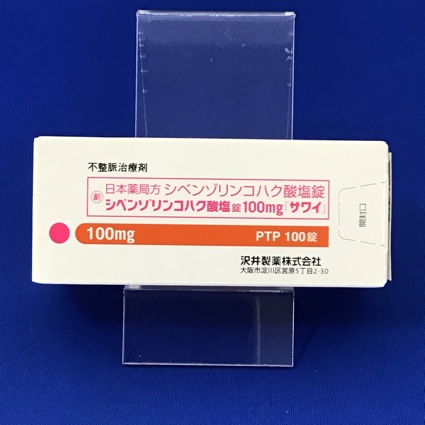 不整脈治療剤
劇 日本薬局方 シベンゾリンコハク酸塩錠
シベンゾリンコハク酸塩錠100mg「サワイ」
100mg PTP 100錠
沢井製薬株式会社
大阪市淀川区宮原5丁目2-30
開封口